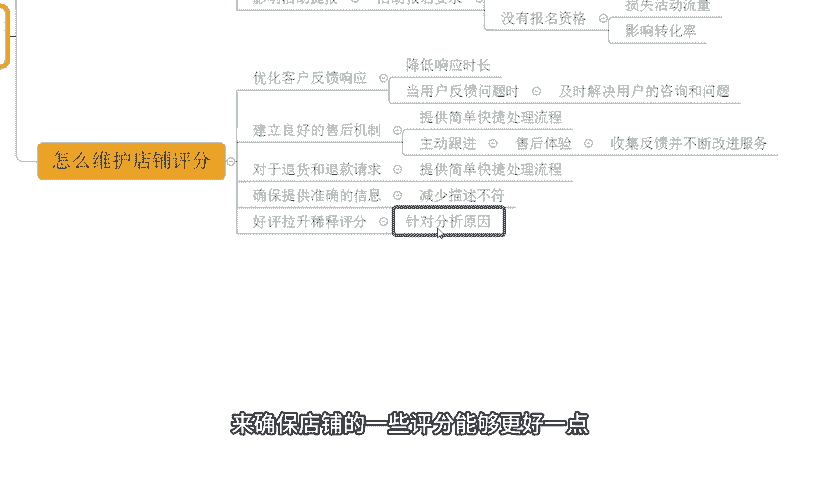 损失活动流量
没有报名资格
影响转化率
降低响应时长
优化客户反馈响应
当用户反馈问题时 及时解决用户的咨询和问题
提供简单快捷处理流程
建立良好的售后机制
主动跟进 售后体验 收集反馈并不断改进服务
怎么维护店铺评分
对于退货和退款请求 提供简单快捷处理流程
确保提供准确的信息 减少描述不符
好评拉升稀释评分 针对分析原因
来确保店铺的一些评分能够更好一点